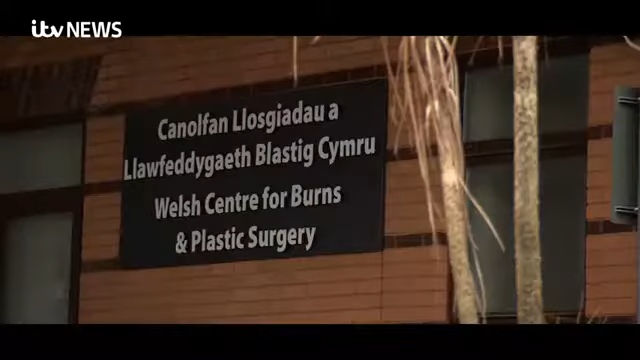 itv NEWS
Canolfan Llosgiadau a
Llawfeddygaeth Blastig Cymru
Welsh Centre for Burns
& Plastic Surgery